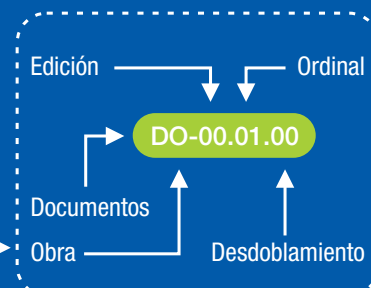 Edición Ordinal
DO-00.01.00
Documentos
Obra Desdoblamiento